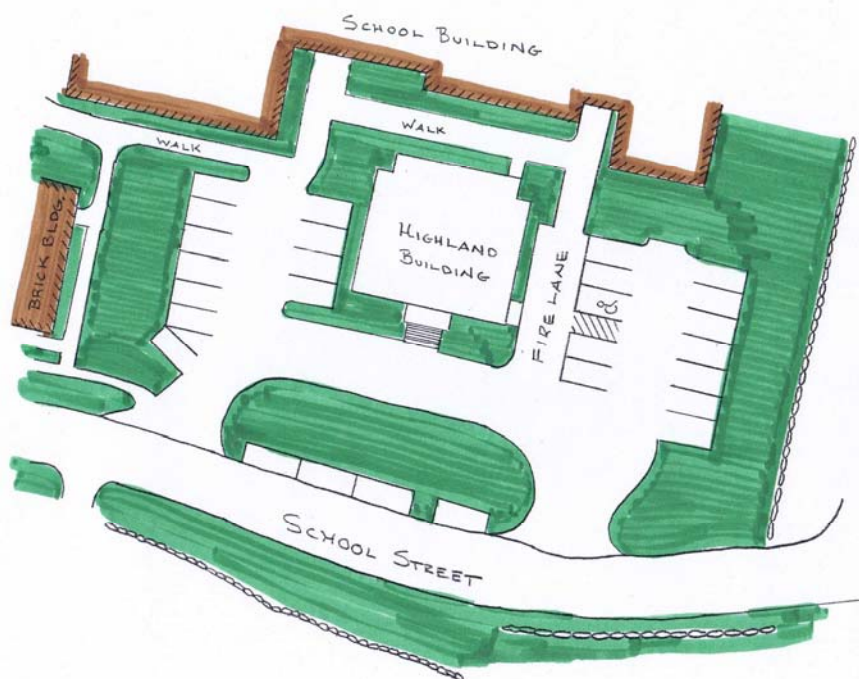 SCHOOL BUILDING
WALK
WALK
BRICK BLDG.
HIGHLAND
BUILDING
FIRE LANE
SCHOOL STREET